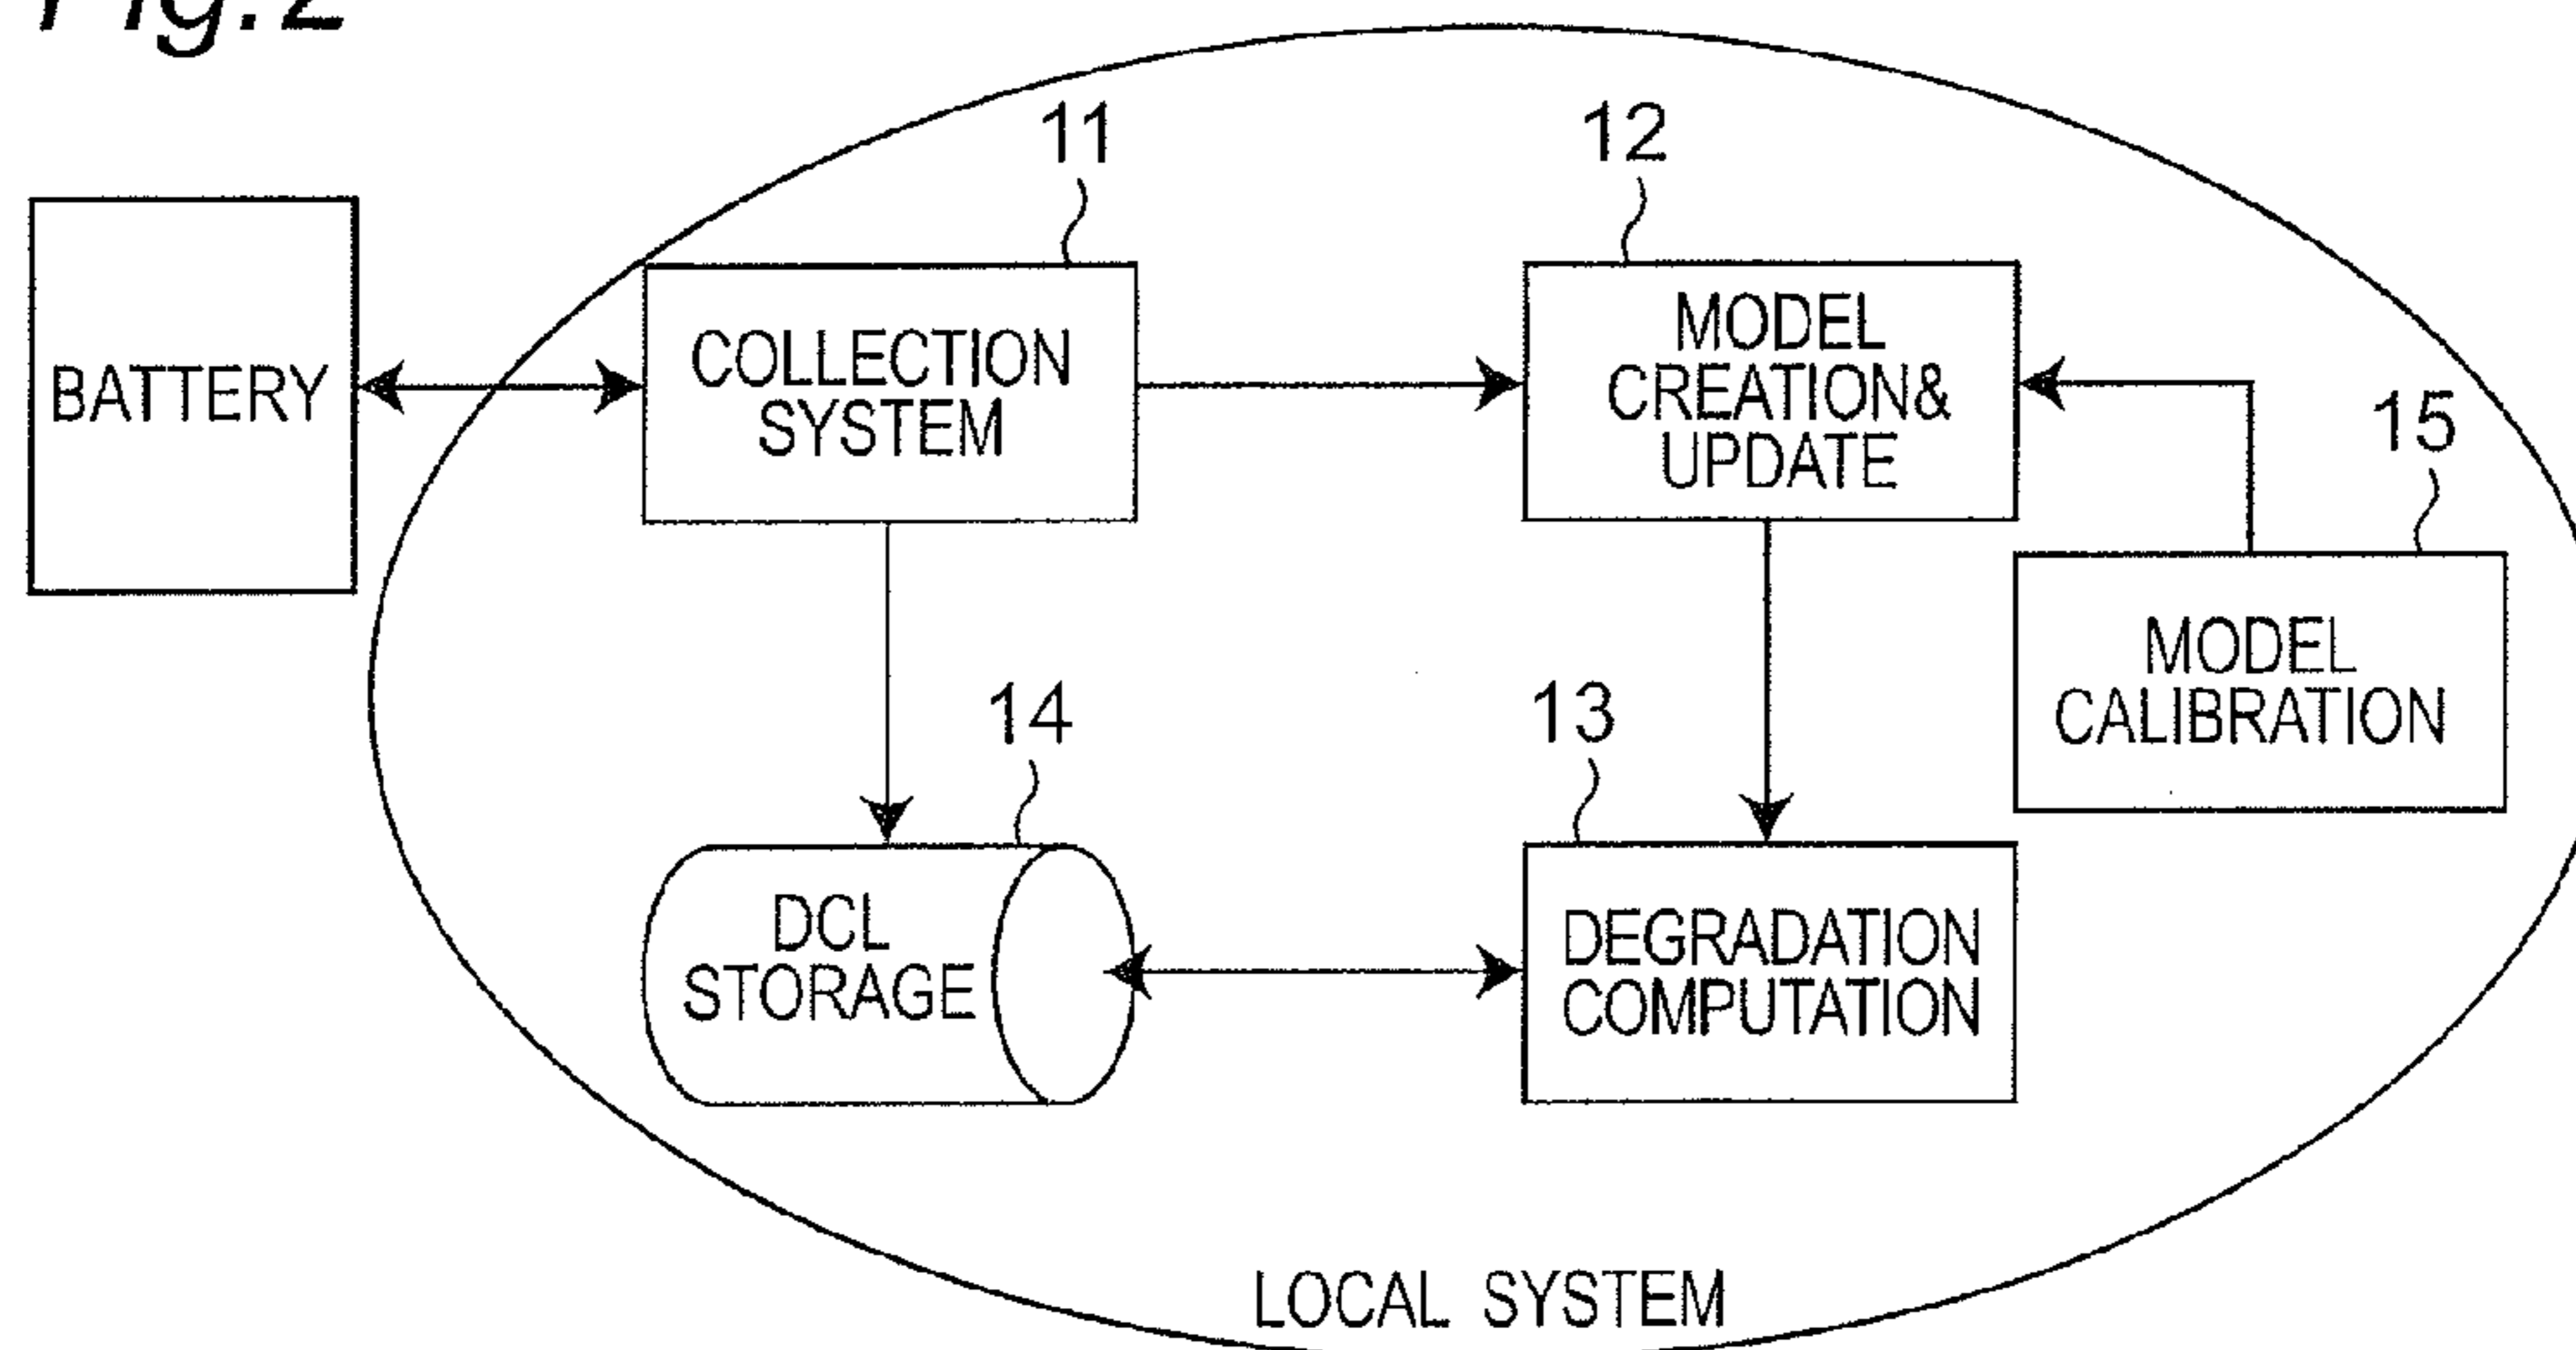 Fig.2
11
12
BATTERY
COLLECTION
SYSTEM
MODEL
CREATION&
UPDATE
15
MODEL
CALIBRATION
14
13
DCL
STORAGE
DEGRADATION
COMPUTATION
LOCAL SYSTEM